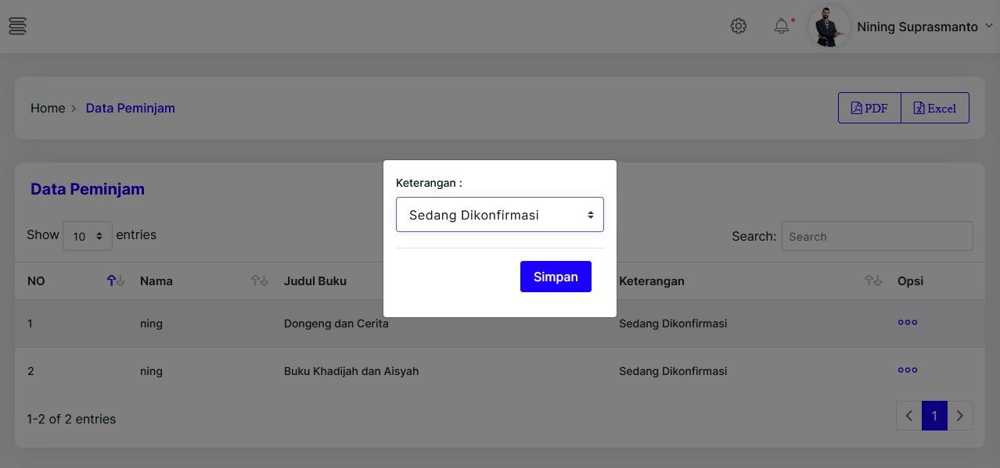 Nining Suprasmanto
Home > Data Peminjam
PDF Excel
Data Peminjam
Keterangan :
Sedang Dikonfirmasi
Simpan
Show 10 entries
Search: Search
NO Nama Judul Buku Keterangan Opsi
1 ning Dongeng dan Cerita Sedang Dikonfirmasi
2 ning Buku Khadijah dan Aisyah Sedang Dikonfirmasi
1-2 of 2 entries
1